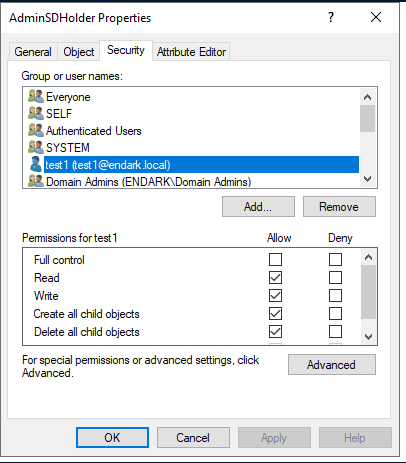 AdminSDHolder Properties
?
General Object Security Attribute Editor
Group or user names:
Everyone
SELF
Authenticated Users
SYSTEM
test1 (test1@endark.local)
Domain Admins (ENDARK\Domain Admins)
Add... Remove
Permissions for test1 Allow Deny
Full control
Read
Write
Create all child objects
Delete all child objects
For special permissions or advanced settings, click
Advanced.
Advanced
OK Cancel Apply Help